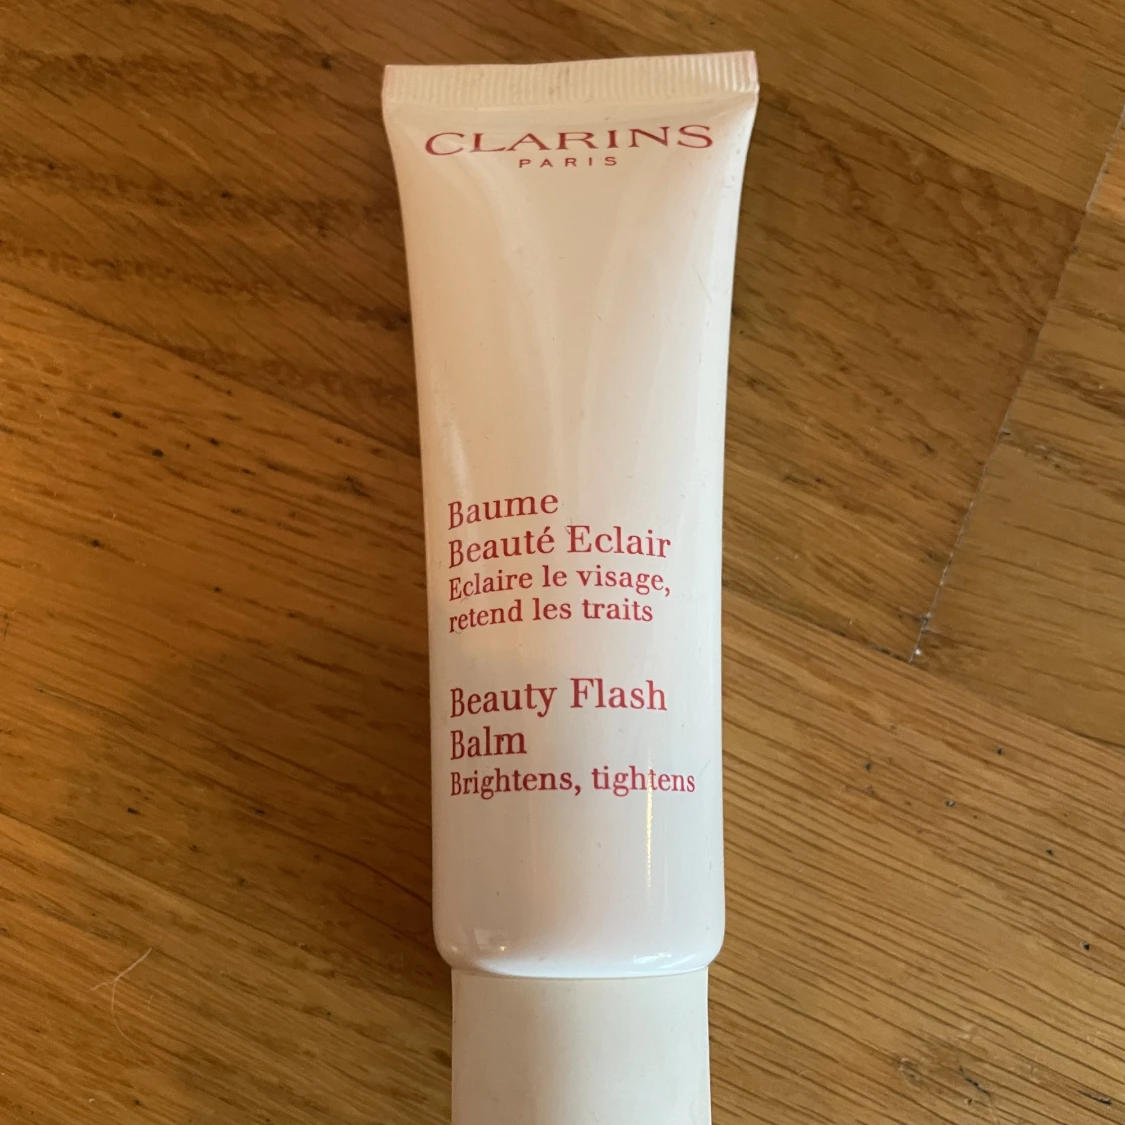 CLARINS
PARIS
Baume
Beauté Eclair
Eclaire le visage,
retend les traits
Beauty Flash
Balm
Brightens, tightens